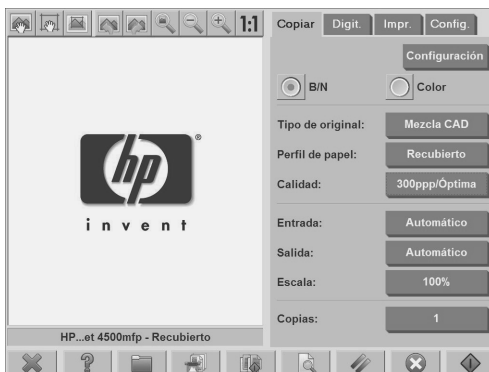 1:1
Copiar Digit. Impr. Config.
Configuración
B/N Color
Tipo de original: Mezcla CAD
Perfil de papel: Recubierto
Calidad: 300ppp/Óptima
Entrada: Automático
Salida: Automático
Escala: 100%
Copias: 1
hp
®
invent
HP...et 4500mfp - Recubierto
?